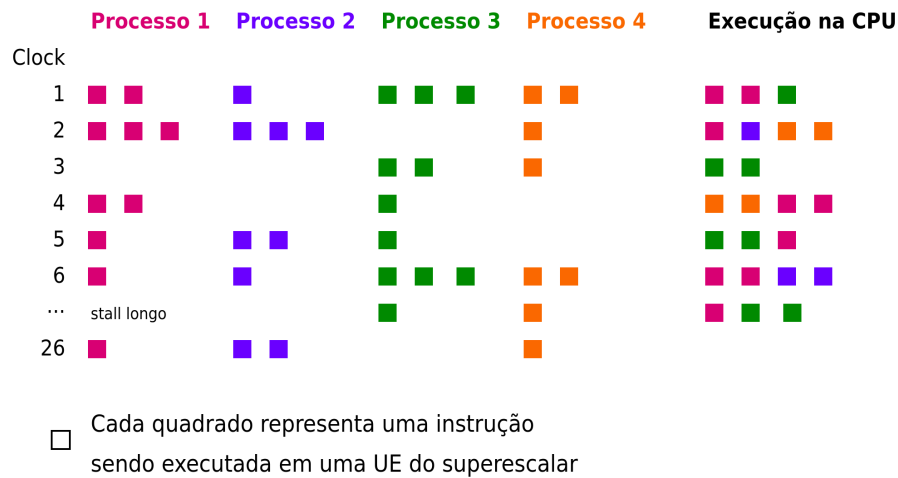 Processo 1 Processo 2 Processo 3 Processo 4 Execução na CPU
Clock
1
2
3
4
5
6
... stall longo
26
Cada quadrado representa uma instrução
sendo executada em uma UE do superescalar